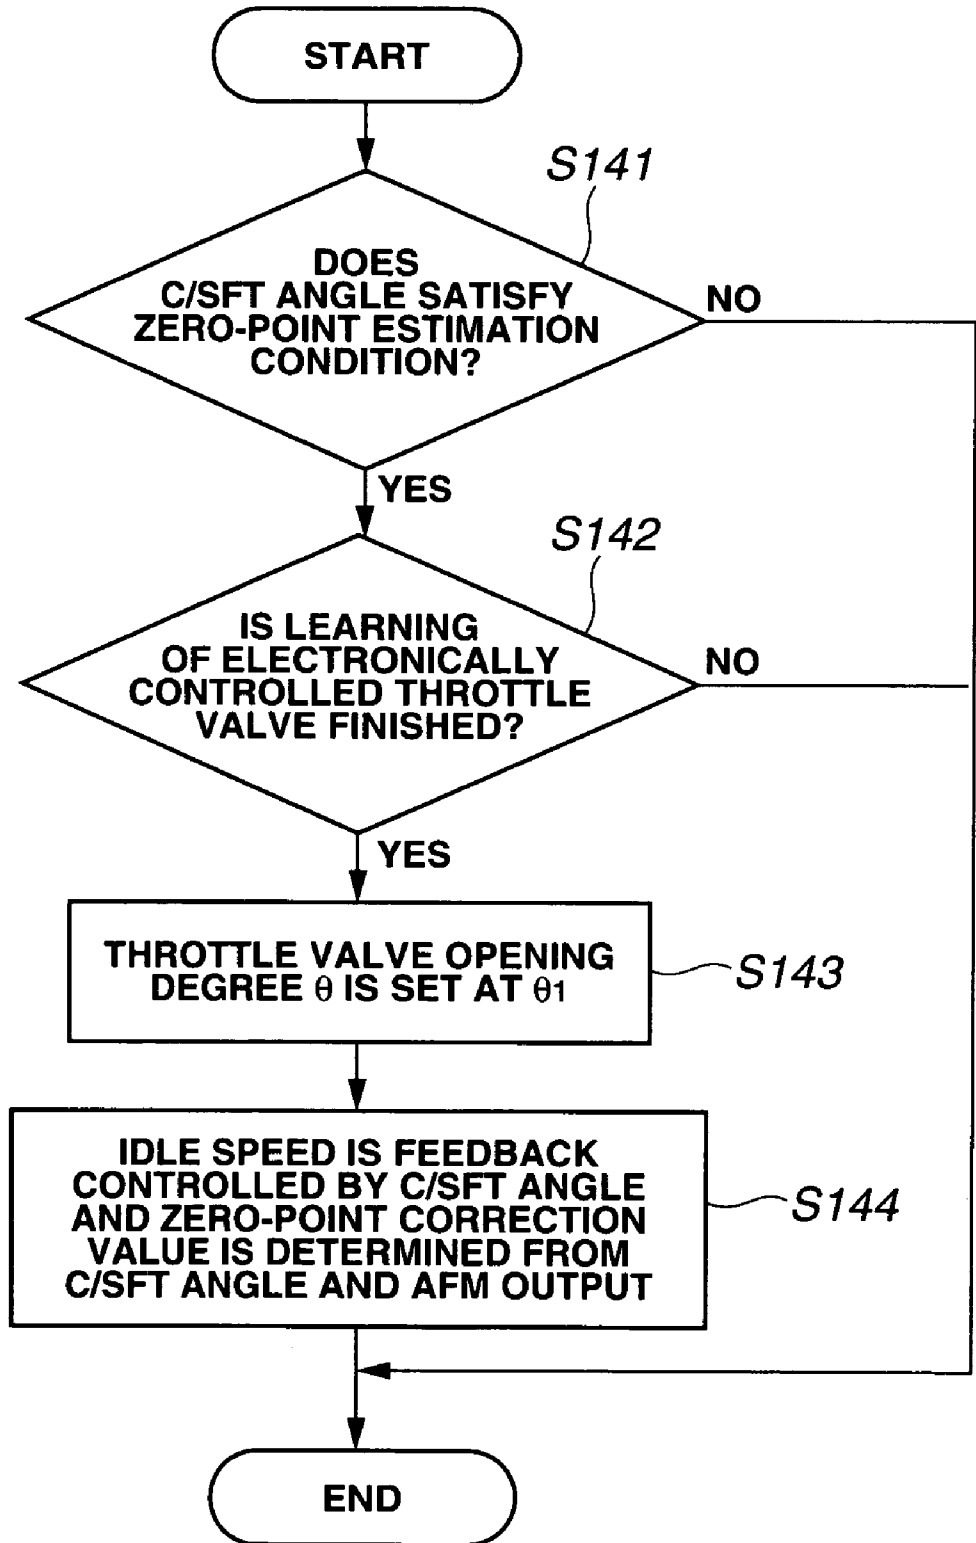 START
S141
DOES
C/SFT ANGLE SATISFY
ZERO-POINT ESTIMATION
CONDITION?
NO
YES
S142
IS LEARNING
OF ELECTRONICALLY
CONTROLLED THROTTLE
VALVE FINISHED?
NO
YES
THROTTLE VALVE OPENING
DEGREE θ IS SET AT θ1
S143
IDLE SPEED IS FEEDBACK
CONTROLLED BY C/SFT ANGLE
AND ZERO-POINT CORRECTION
VALUE IS DETERMINED FROM
C/SFT ANGLE AND AFM OUTPUT
S144
END